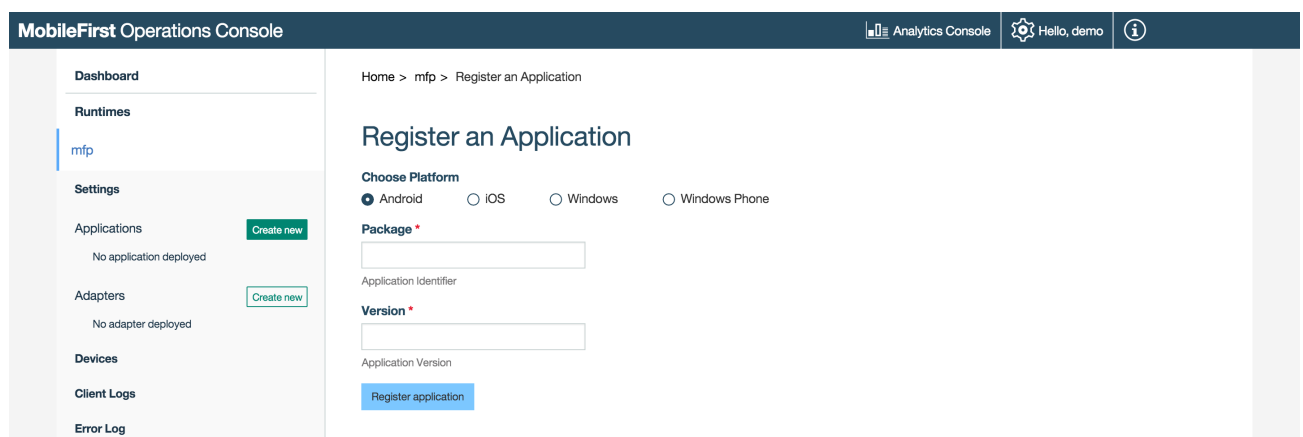 MobileFirst Operations Console
Analytics Console
Hello, demo
Dashboard
Runtimes
mfp
Settings
Applications
Create new
No application deployed
Adapters
Create new
No adapter deployed
Devices
Client Logs
Error Log
Home > mfp > Register an Application
Register an Application
Choose Platform
Android iOS Windows Windows Phone
Package *
Application Identifier
Version *
Application Version
Register application